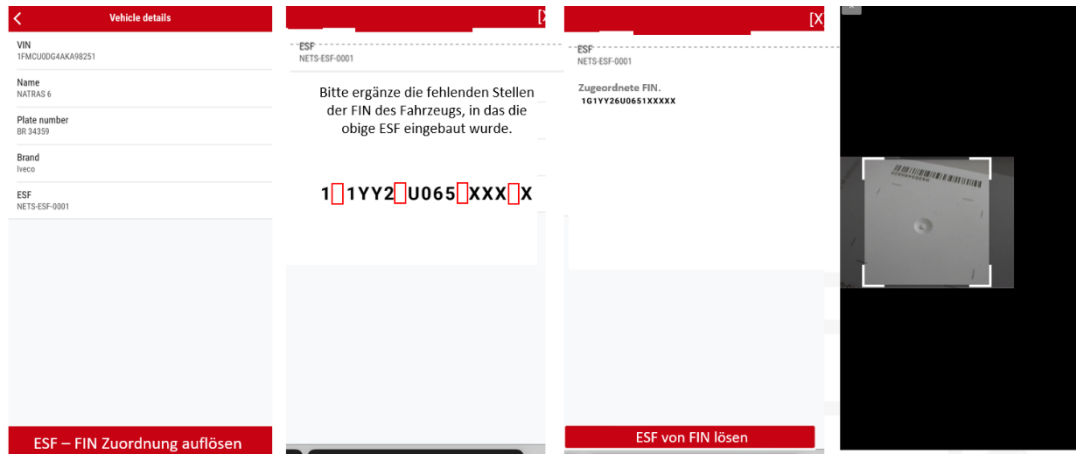 Vehicle details
VIN
1FMCU0DG4AKA98251
Name
NATRAS 6
Plate number
BR 34359
Brand
Iveco
ESF
NETS-ESF-0001
ESF – FIN Zuordnung auflösen
[X
ESF
NETS-ESF-0001
Bitte ergänze die fehlenden Stellen
der FIN des Fahrzeugs, in das die
obige ESF eingebaut wurde.
1 1YY2 U065 XXX X
[X
ESF
NETS-ESF-0001
Zugeordnete FIN.
1G1YY26U0651XXXXX
ESF von FIN lösen